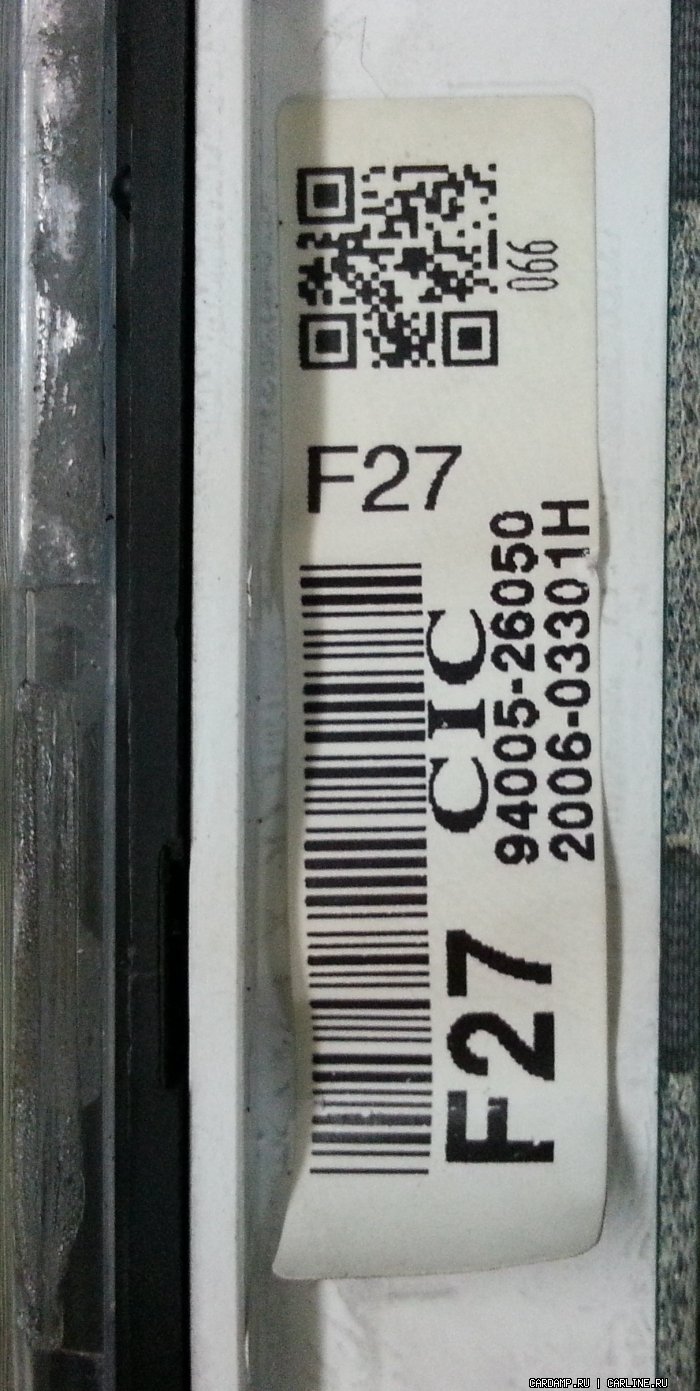 066
F27
CIC
94005-26050
2006-03301H
F27
CARDAMP.RU | CARLINE.RU